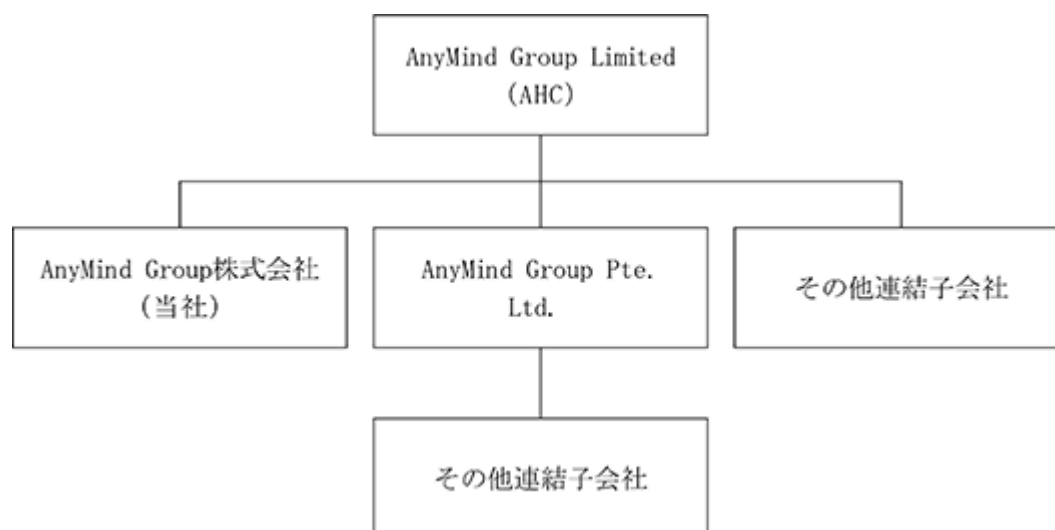 AnyMind Group Limited
(AHC)
AnyMind Group株式会社
(当社)
AnyMind Group Pte.
Ltd.
その他連結子会社
その他連結子会社